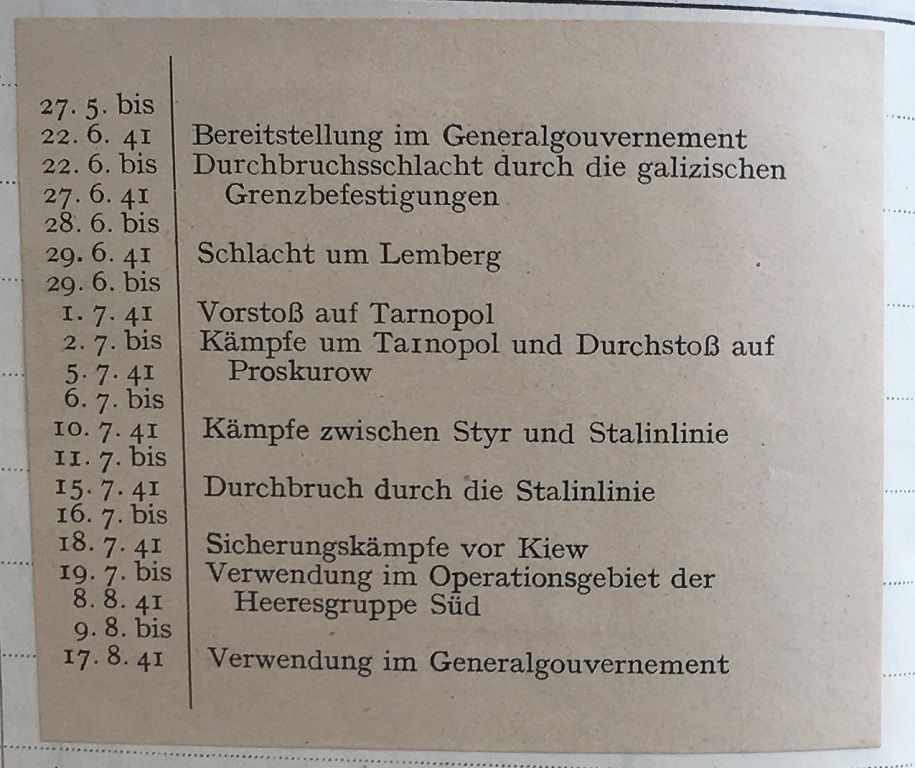 27. 5. bis
22. 6. 41 Bereitstellung im Generalgouvernement
22. 6. bis Durchbruchsschlacht durch die galizischen
27. 6. 41 Grenzbefestigungen
28. 6. bis
29. 6. 41 Schlacht um Lemberg
29. 6. bis
1. 7. 41 Vorstoß auf Tarnopol
2. 7. bis Kämpfe um Tarnopol und Durchstoß auf
5. 7. 41 Proskurow
6. 7. bis
10. 7. 41 Kämpfe zwischen Styr und Stalinlinie
11. 7. bis
15. 7. 41 Durchbruch durch die Stalinlinie
16. 7. bis
18. 7. 41 Sicherungskämpfe vor Kiew
19. 7. bis Verwendung im Operationsgebiet der
8. 8. 41 Heeresgruppe Süd
9. 8. bis
17. 8. 41 Verwendung im Generalgouvernement